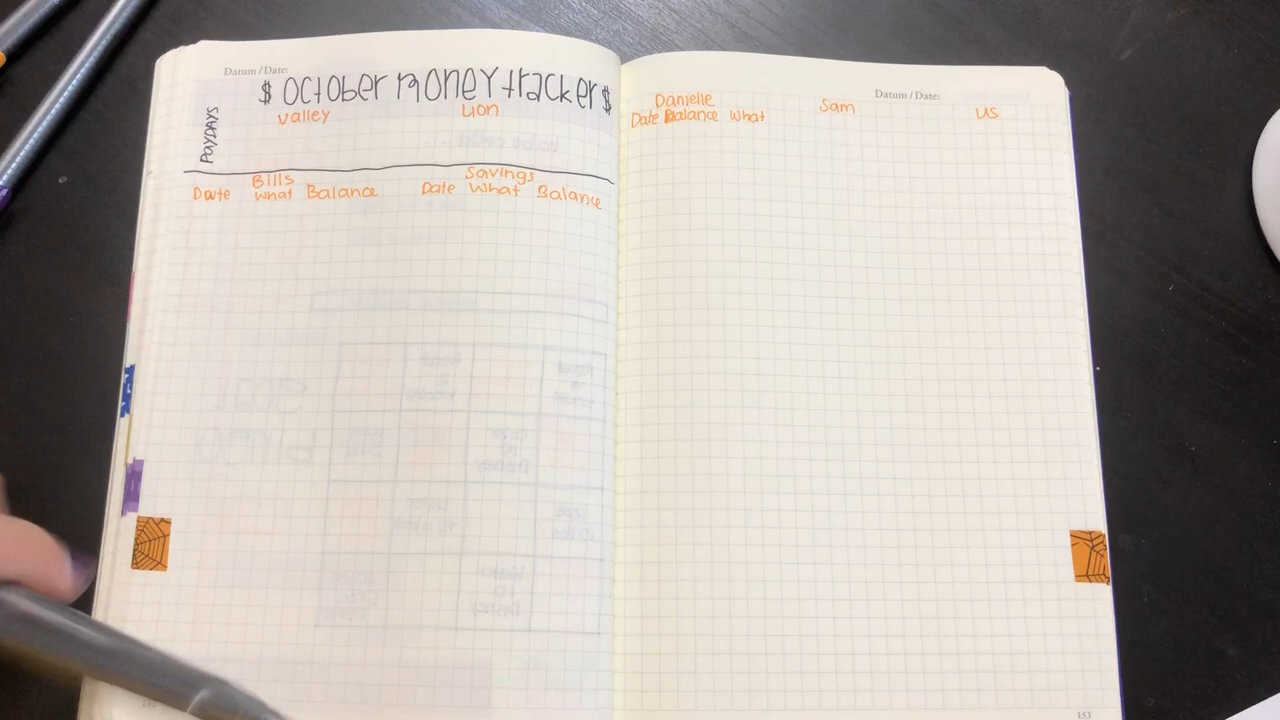 Datum / Date:
$ October money tracker $
PAYDAYS
Valley Lion
Bills Savings
Date What Balance Date What Balance
Datum / Date:
Danielle Sam US
Date Balance What
153